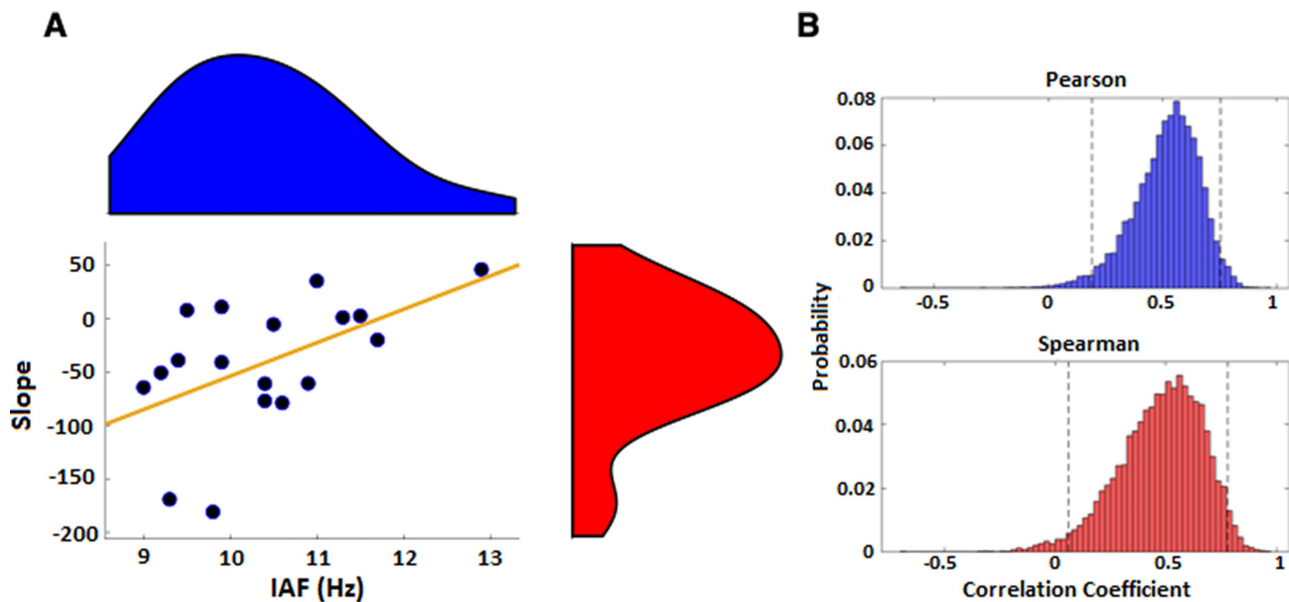 A
B
Pearson
0.08
0.06
0.04
0.02
0
-0.5 0 0.5 1
50
0
-50
-100
-150
-200
Slope
9 10 11 12 13
IAF (Hz)
Probability
Spearman
0.06
0.04
0.02
0
-0.5 0 0.5 1
Correlation Coefficient